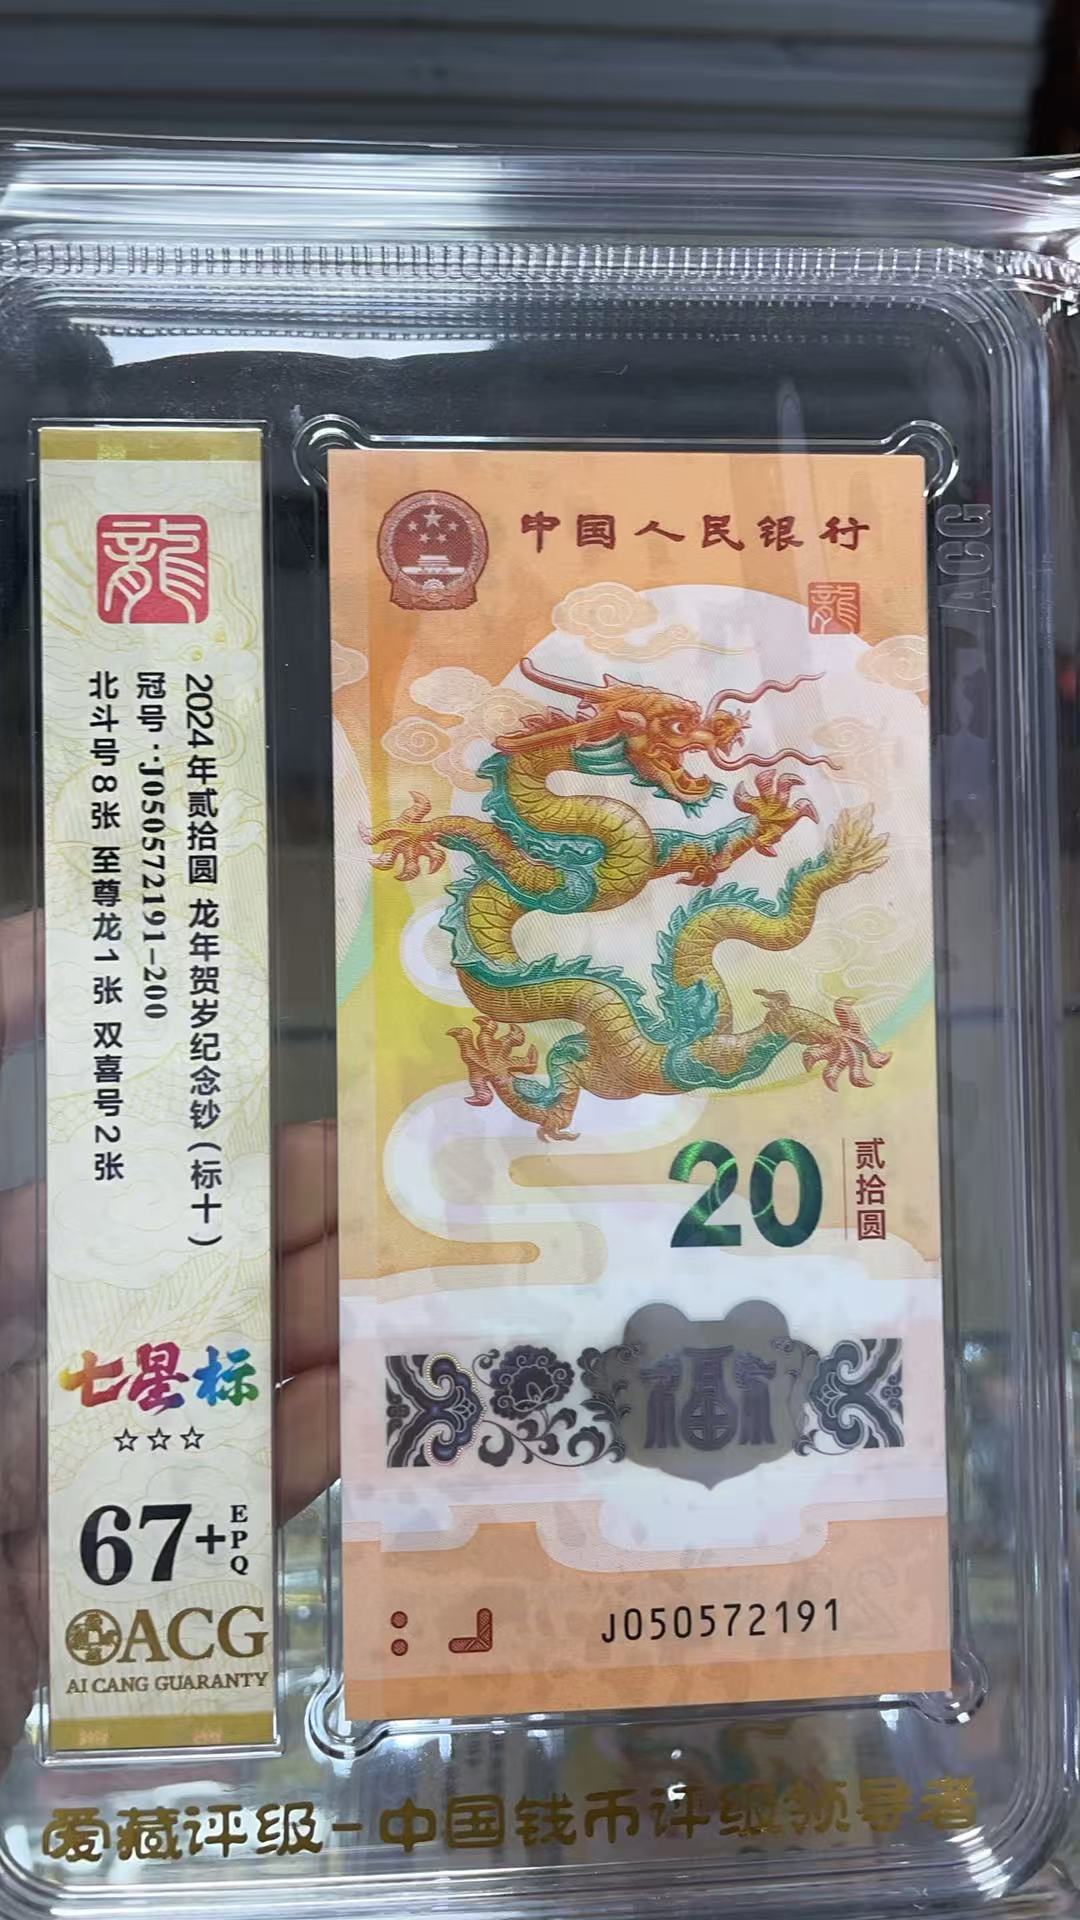 龍
2024年贰拾圆 龙年贺岁纪念钞(标十)
冠号:J050572191-200
北斗号8张 至尊龙1张 双喜号2张
七星标
☆☆☆
67+EPQ
ACG
AI CANG GUARANTY
中国人民银行
龍
20
贰拾圆
福
J050572191
ACG
爱藏评级-中国钱币评级领导者